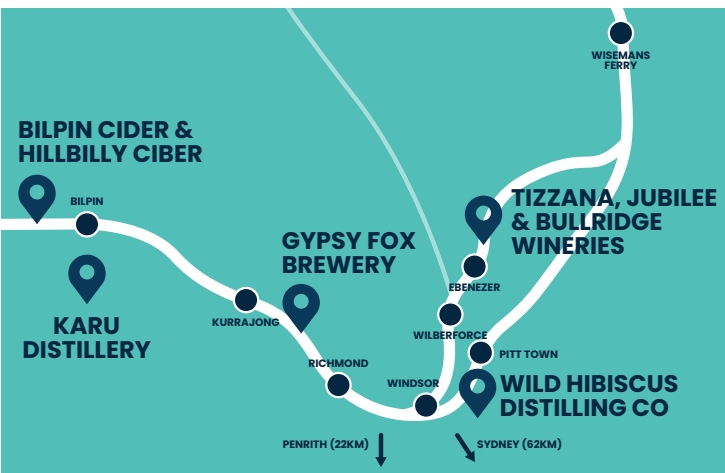 WISEMANS
FERRY
BILPIN CIDER &
HILLBILLY CIBER
BILPIN
TIZZANA, JUBILEE
& BULLRIDGE
WINERIES
GYPSY FOX
BREWERY
EBENEZER
KARU
DISTILLERY
KURRAJONG
WILBERFORCE
PITT TOWN
RICHMOND
WINDSOR
WILD HIBISCUS
DISTILLING CO
PENRITH (22KM)
SYDNEY (62KM)